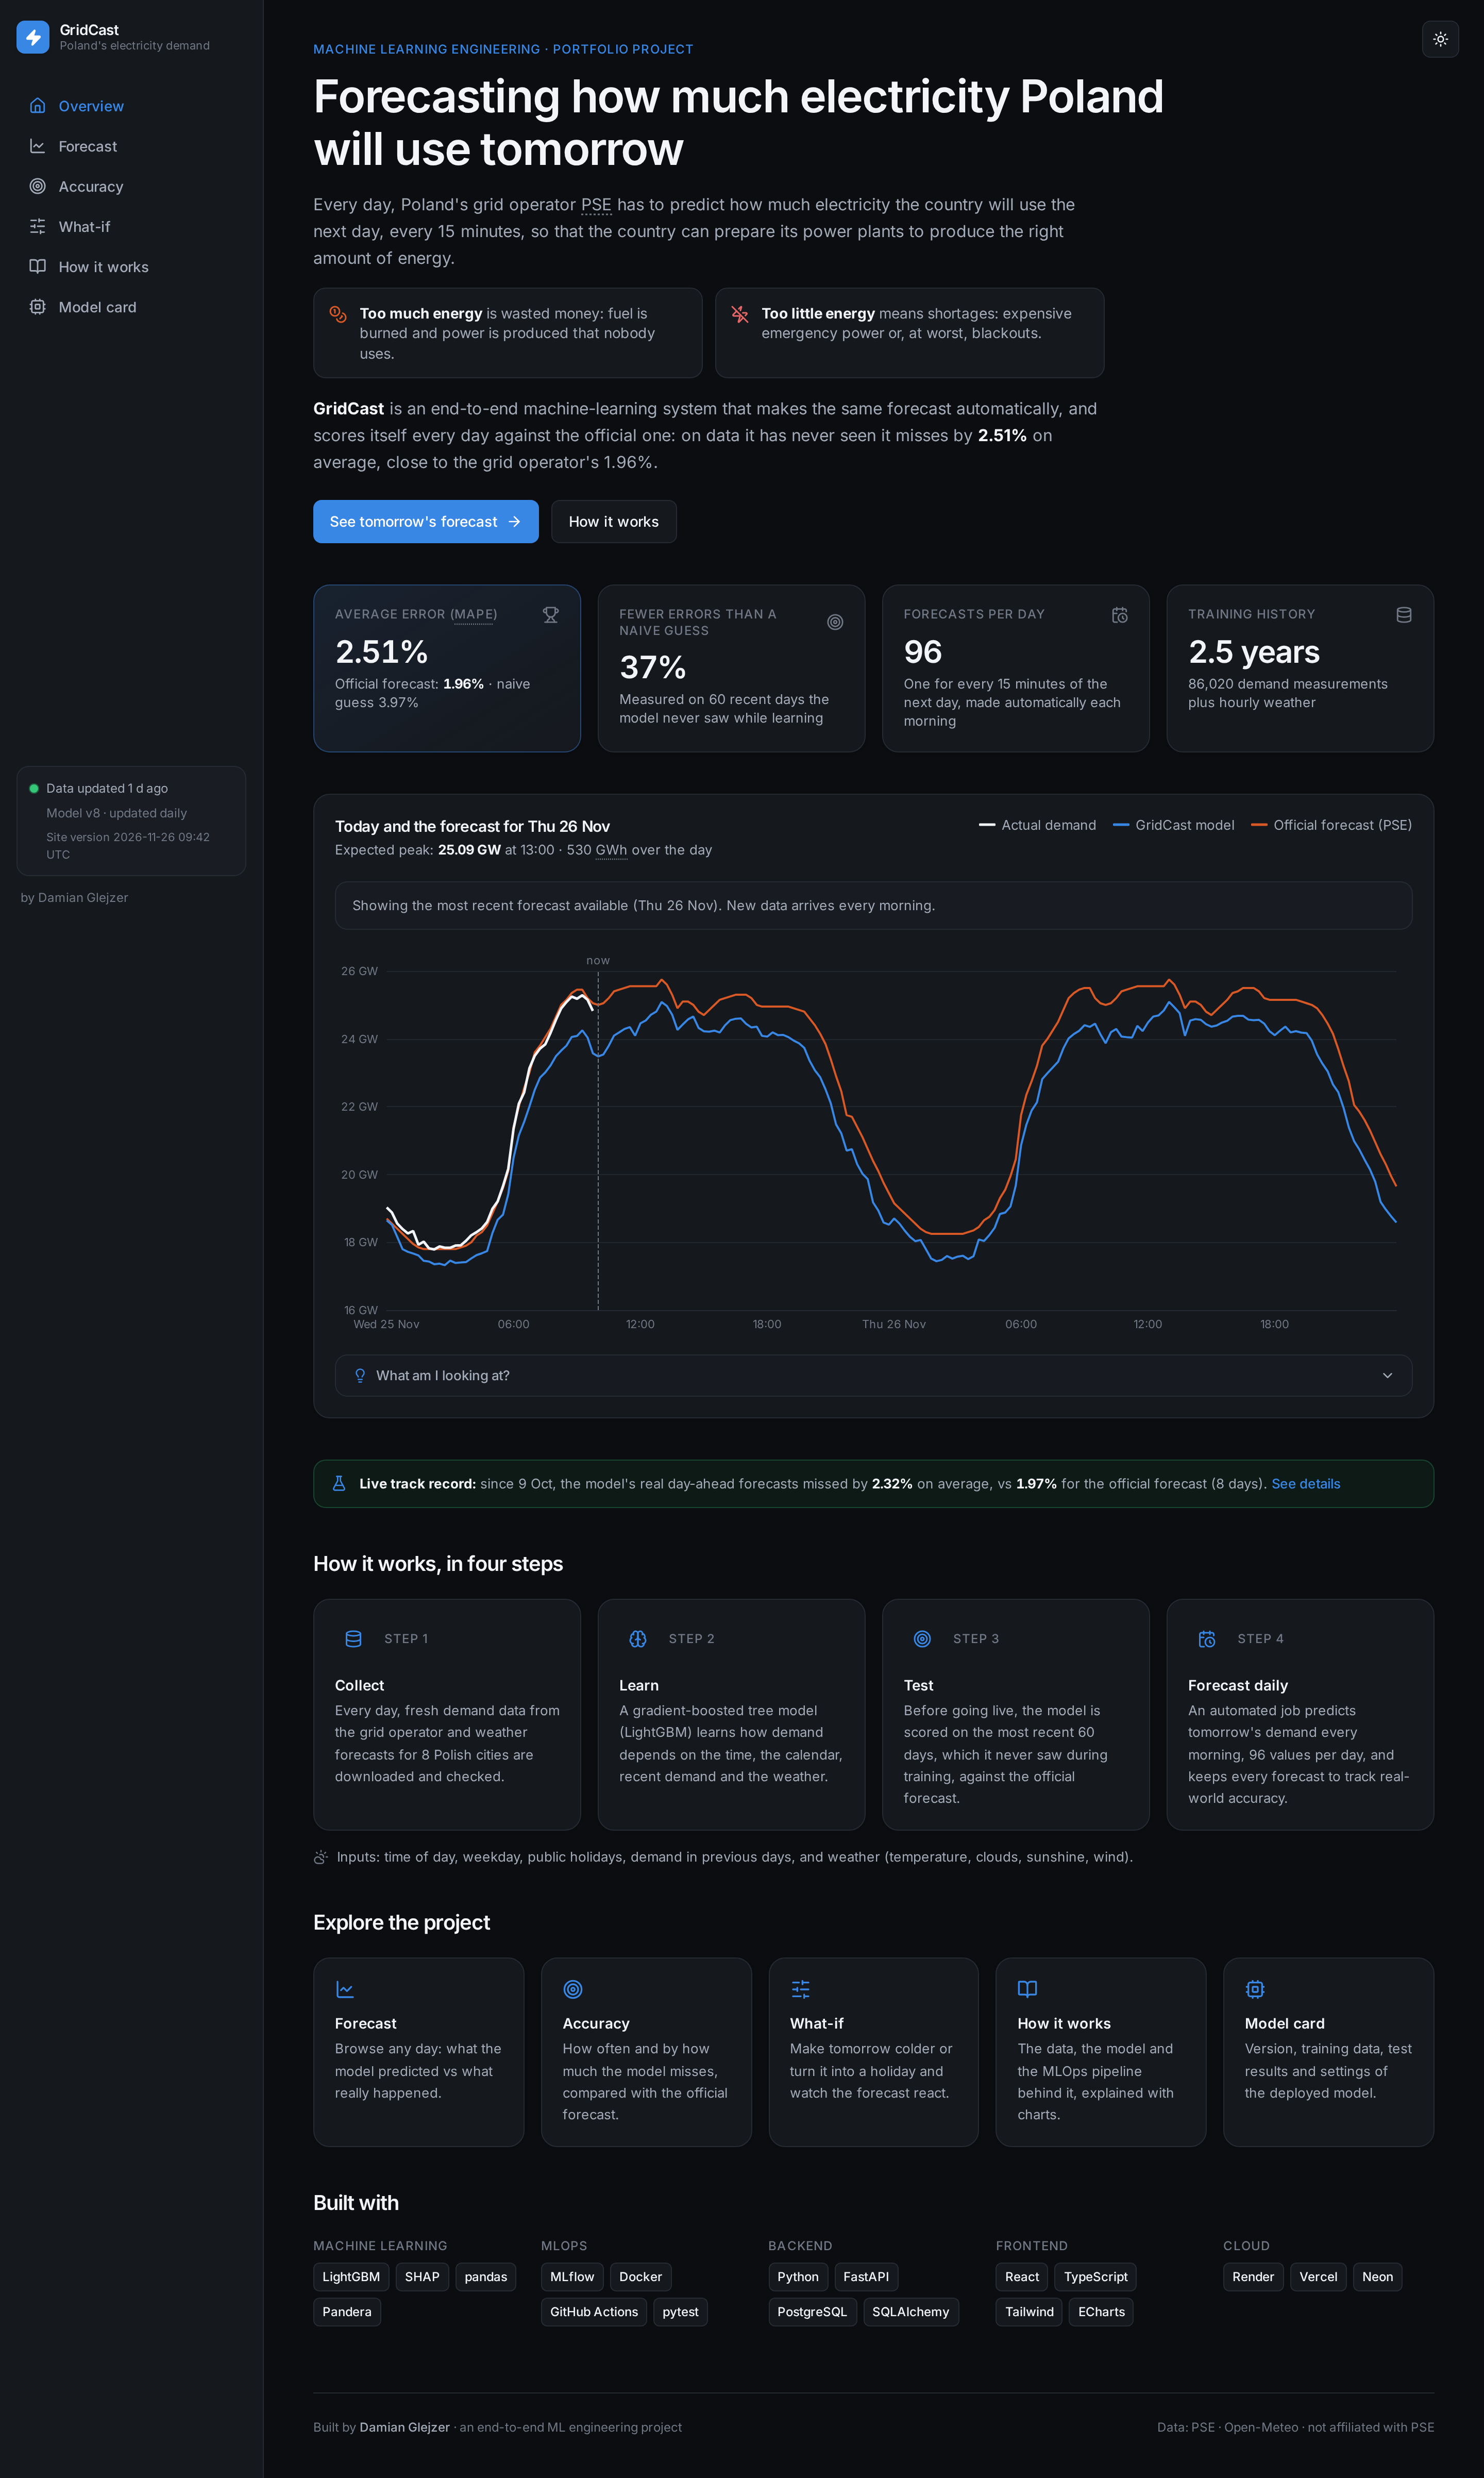 GridCast
Poland's electricity demand
Overview
Forecast
Accuracy
What-if
How it works
Model card
Data updated 1 d ago
Model v8 · updated daily
Site version 2026-11-26 09:42
UTC
by Damian Glejzer
MACHINE LEARNING ENGINEERING · PORTFOLIO PROJECT
Forecasting how much electricity Poland
will use tomorrow
Every day, Poland's grid operator PSE has to predict how much electricity the country will use the
next day, every 15 minutes, so that the country can prepare its power plants to produce the right
amount of energy.
Too much energy is wasted money: fuel is
burned and power is produced that nobody
uses.
Too little energy means shortages: expensive
emergency power or, at worst, blackouts.
GridCast is an end-to-end machine-learning system that makes the same forecast automatically, and
scores itself every day against the official one: on data it has never seen it misses by 2.51% on
average, close to the grid operator's 1.96%.
See tomorrow's forecast
How it works
AVERAGE ERROR (MAPE)
2.51%
Official forecast: 1.96% · naive
guess 3.97%
FEWER ERRORS THAN A
NAIVE GUESS
37%
Measured on 60 recent days the
model never saw while learning
FORECASTS PER DAY
96
One for every 15 minutes of the
next day, made automatically each
morning
TRAINING HISTORY
2.5 years
86,020 demand measurements
plus hourly weather
Today and the forecast for Thu 26 Nov
Expected peak: 25.09 GW at 13:00 · 530 GWh over the day
Actual demand
GridCast model
Official forecast (PSE)
Showing the most recent forecast available (Thu 26 Nov). New data arrives every morning.
now
26 GW
24 GW
22 GW
20 GW
18 GW
16 GW
Wed 25 Nov
06:00
12:00
18:00
Thu 26 Nov
06:00
12:00
18:00
What am I looking at?
Live track record: since 9 Oct, the model's real day-ahead forecasts missed by 2.32% on average, vs 1.97% for the official forecast (8 days). See details
How it works, in four steps
STEP 1
Collect
Every day, fresh demand data from
the grid operator and weather
forecasts for 8 Polish cities are
downloaded and checked.
STEP 2
Learn
A gradient-boosted tree model
(LightGBM) learns how demand
depends on the time, the calendar,
recent demand and the weather.
STEP 3
Test
Before going live, the model is
scored on the most recent 60
days, which it never saw during
training, against the official
forecast.
STEP 4
Forecast daily
An automated job predicts
tomorrow's demand every
morning, 96 values per day, and
keeps every forecast to track real-
world accuracy.
Inputs: time of day, weekday, public holidays, demand in previous days, and weather (temperature, clouds, sunshine, wind).
Explore the project
Forecast
Browse any day: what the
model predicted vs what
really happened.
Accuracy
How often and by how
much the model misses,
compared with the official
forecast.
What-if
Make tomorrow colder or
turn it into a holiday and
watch the forecast react.
How it works
The data, the model and
the MLOps pipeline
behind it, explained with
charts.
Model card
Version, training data, test
results and settings of
the deployed model.
Built with
MACHINE LEARNING
LightGBM
SHAP
pandas
Pandera
MLOPS
MLflow
Docker
GitHub Actions
pytest
BACKEND
Python
FastAPI
PostgreSQL
SQLAlchemy
FRONTEND
React
TypeScript
Tailwind
ECharts
CLOUD
Render
Vercel
Neon
Built by Damian Glejzer · an end-to-end ML engineering project
Data: PSE · Open-Meteo · not affiliated with PSE